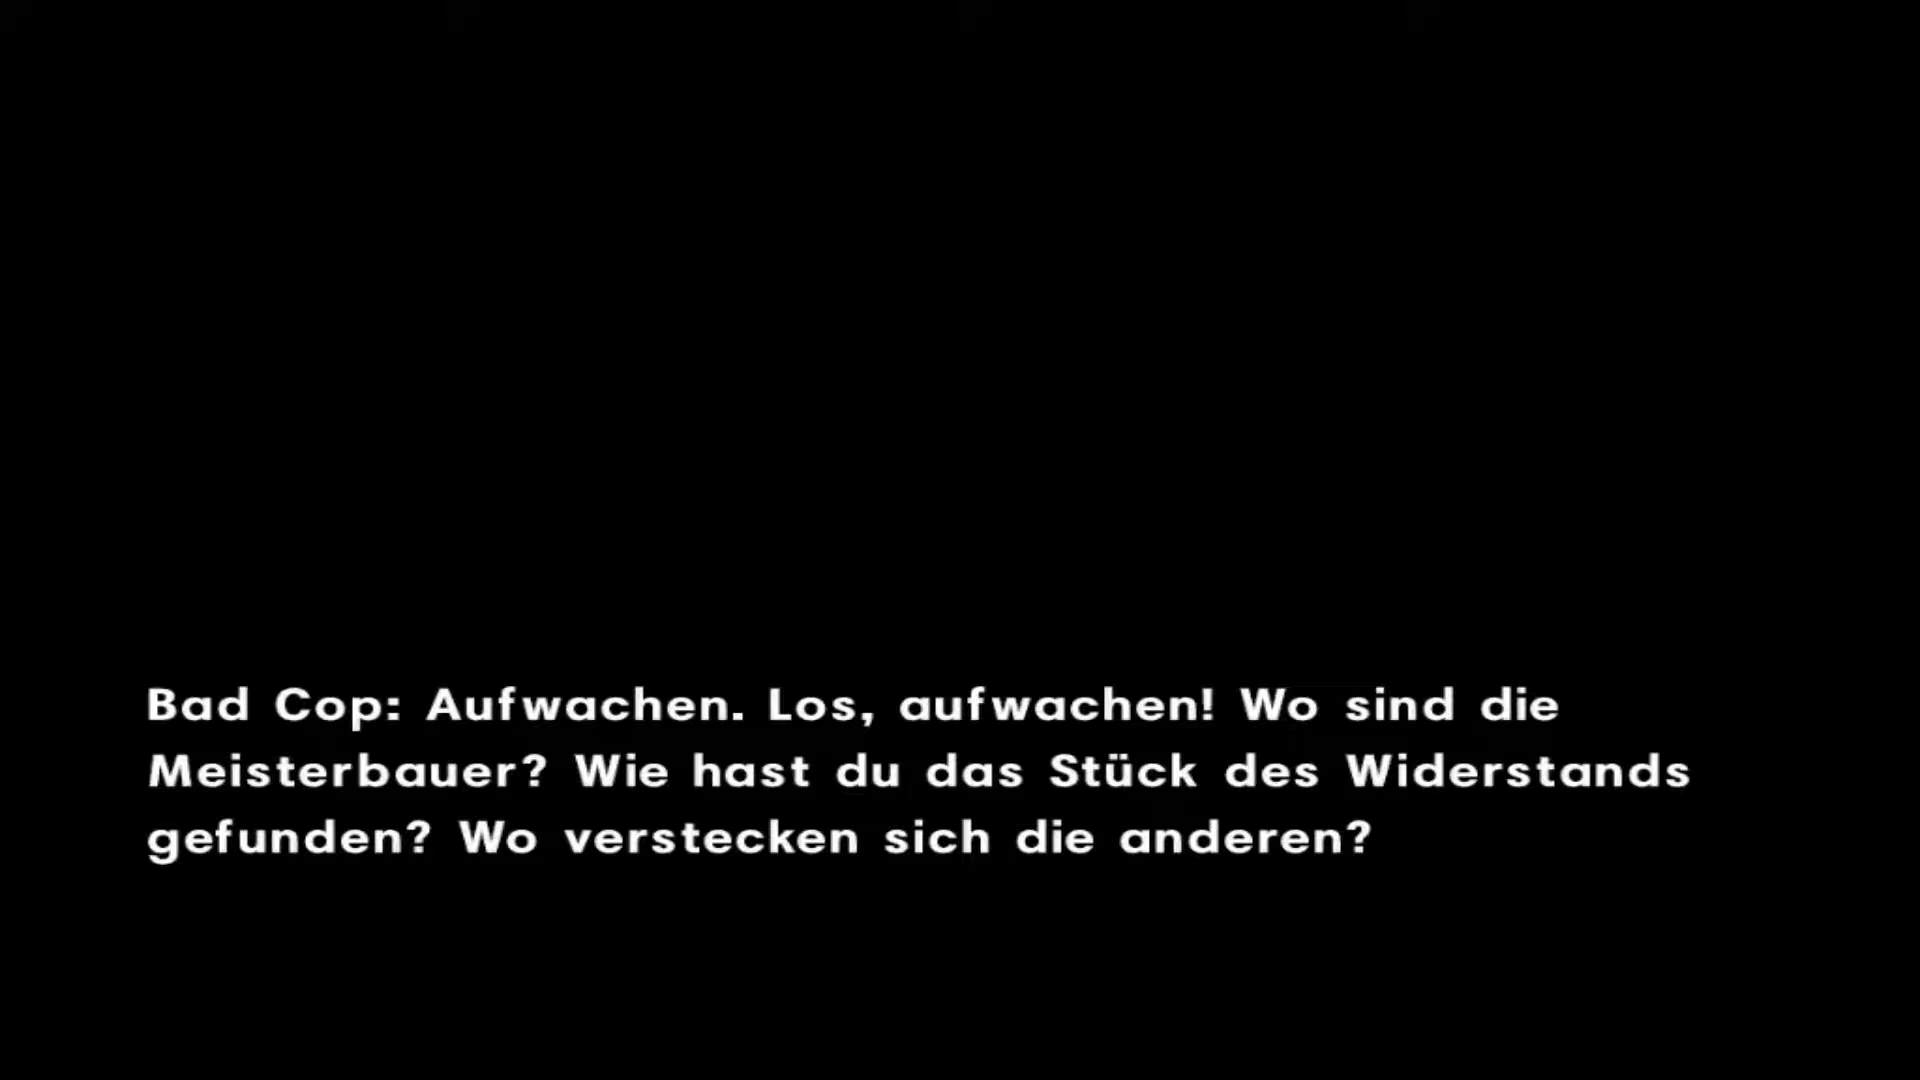 Bad Cop: Aufwachen. Los, aufwachen! Wo sind die
Meisterbauer? Wie hast du das Stück des Widerstands
gefunden? Wo verstecken sich die anderen?